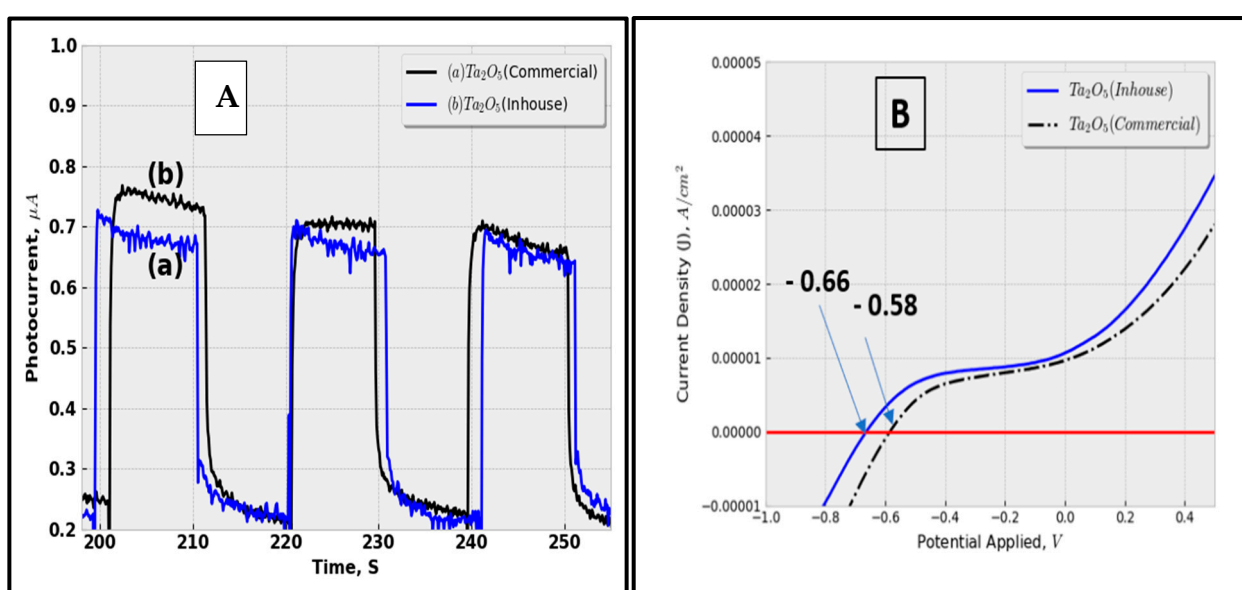 A
(a)Ta₂O₅(Commercial)
(b)Ta₂O₅(Inhouse)
(b)
(a)
1.0
0.9
0.8
0.7
0.6
0.5
0.4
0.3
0.2
Photocurrent, μA
200 210 220 230 240 250
Time, S
B
Ta₂O₅(Inhouse)
Ta₂O₅(Commercial)
- 0.66
- 0.58
0.00005
0.00004
0.00003
0.00002
0.00001
0.00000
−0.00001
Current Density (J), A/cm²
−1.0 −0.8 −0.6 −0.4 −0.2 0.0 0.2 0.4
Potential Applied, V